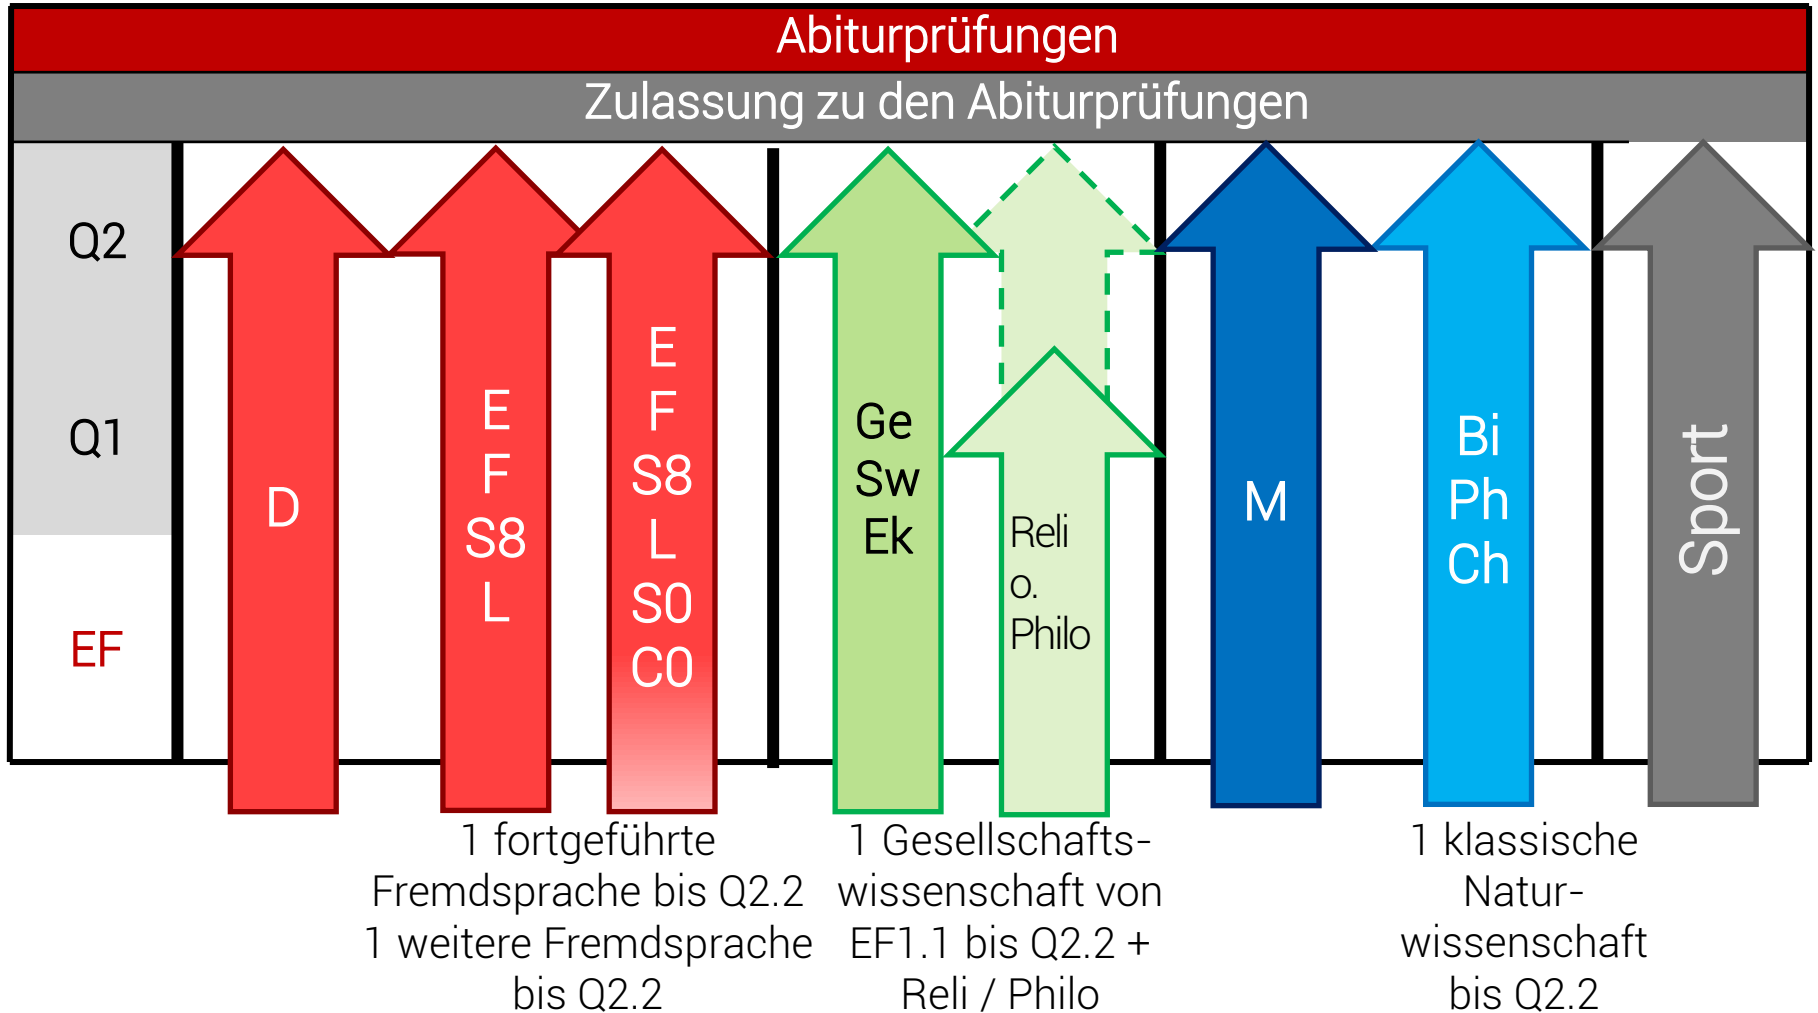 Abiturprüfungen
Zulassung zu den Abiturprüfungen
Q2
Q1
EF
D
E
F
S8
L
E
F
S8
L
S0
C0
Ge
Sw
Ek
Reli
o.
Philo
M
Bi
Ph
Ch
Sport
1 fortgeführte
Fremdsprache bis Q2.2
1 weitere Fremdsprache
bis Q2.2
1 Gesellschafts-
wissenschaft von
EF1.1 bis Q2.2 +
Reli / Philo
1 klassische
Natur-
wissenschaft
bis Q2.2